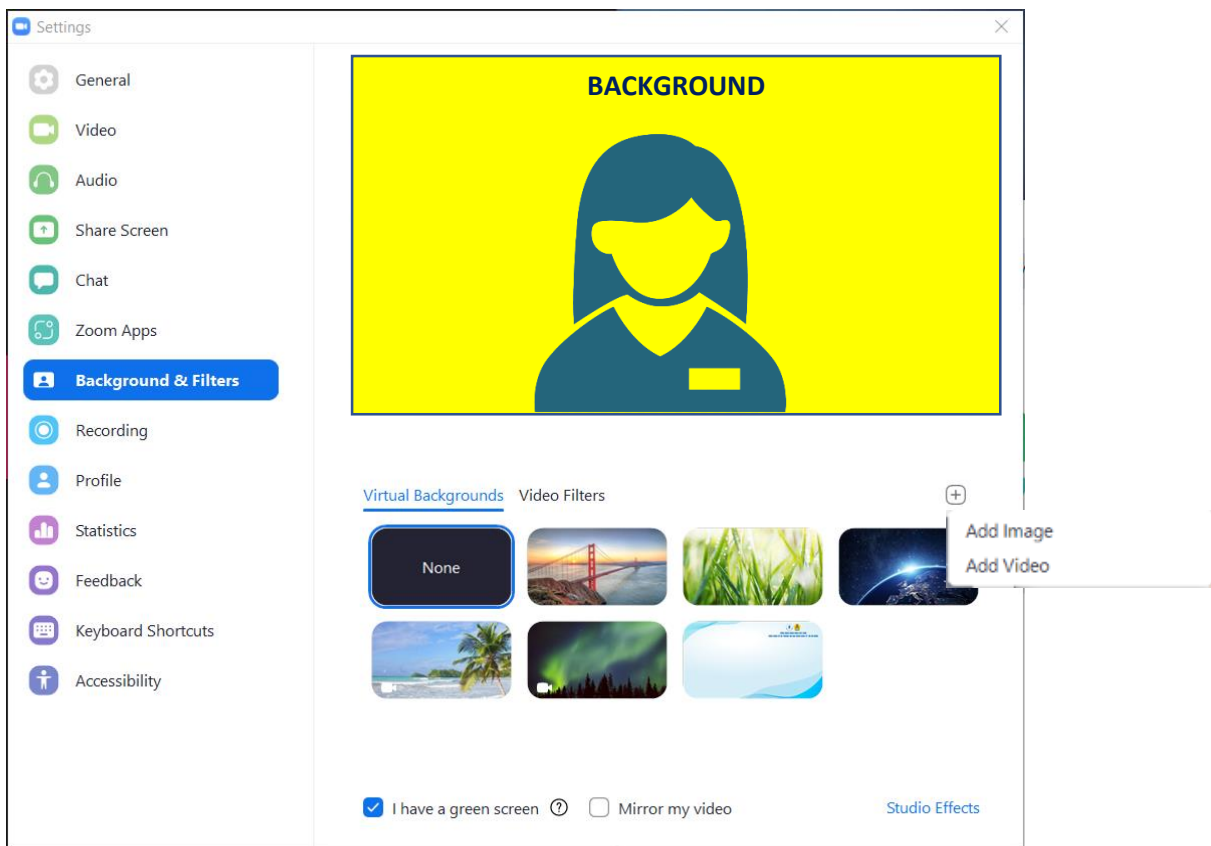 Settings
General
Video
Audio
Share Screen
Chat
Zoom Apps
Background & Filters
Recording
Profile
Statistics
Feedback
Keyboard Shortcuts
Accessibility
BACKGROUND
Virtual Backgrounds Video Filters
Add Image
Add Video
None
I have a green screen ? Mirror my video Studio Effects